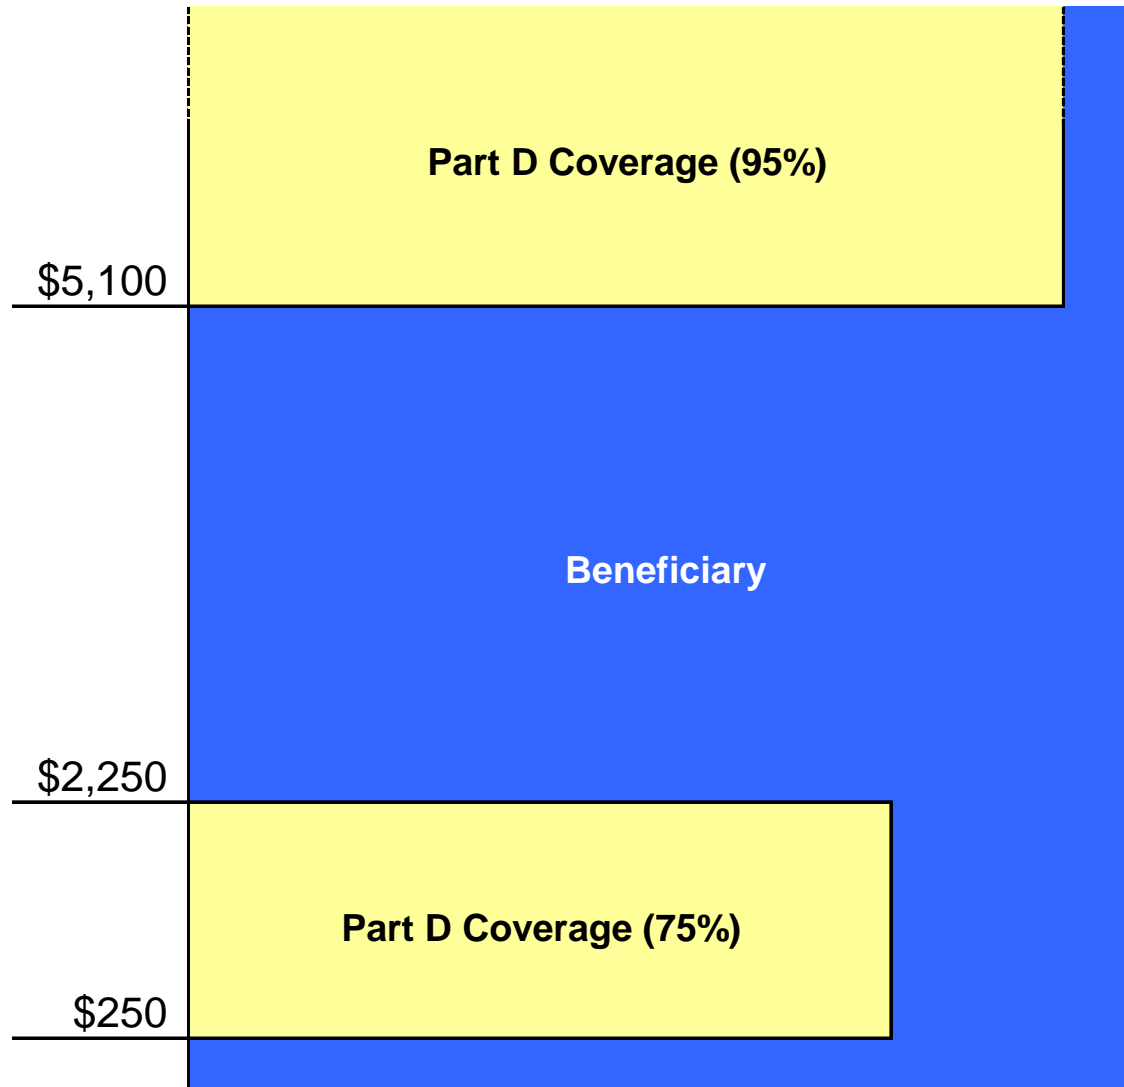 Part D Coverage (95%)
$5,100
Beneficiary
$2,250
Part D Coverage (75%)
$250